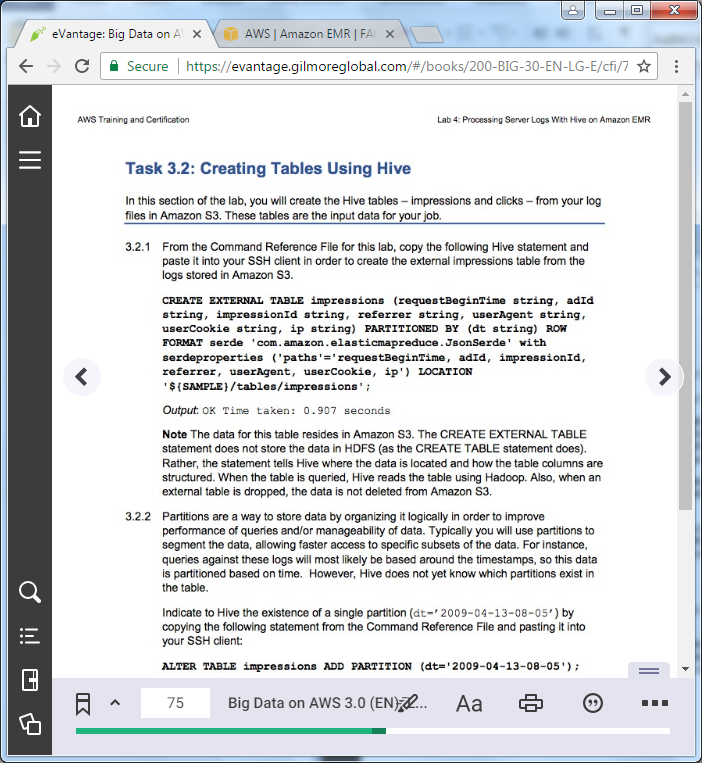 eVantage: Big Data on A
AWS | Amazon EMR | FA
Secure
https://evantage.gilmoreglobal.com/#/books/200-BIG-30-EN-LG-E/cfi/7
AWS Training and Certification
Lab 4: Processing Server Logs With Hive on Amazon EMR
Task 3.2: Creating Tables Using Hive
In this section of the lab, you will create the Hive tables – impressions and clicks – from your log
files in Amazon S3. These tables are the input data for your job.
3.2.1 From the Command Reference File for this lab, copy the following Hive statement and
paste it into your SSH client in order to create the external impressions table from the
logs stored in Amazon S3.
CREATE EXTERNAL TABLE impressions (requestBeginTime string, adId
string, impressionId string, referrer string, userAgent string,
userCookie string, ip string) PARTITIONED BY (dt string) ROW
FORMAT serde 'com.amazon.elasticmapreduce.JsonSerde' with
serdeproperties ('paths'='requestBeginTime, adId, impressionId,
referrer, userAgent, userCookie, ip') LOCATION
'${SAMPLE}/tables/impressions';
Output: OK Time taken: 0.907 seconds
Note The data for this table resides in Amazon S3. The CREATE EXTERNAL TABLE
statement does not store the data in HDFS (as the CREATE TABLE statement does).
Rather, the statement tells Hive where the data is located and how the table columns are
structured. When the table is queried, Hive reads the table using Hadoop. Also, when an
external table is dropped, the data is not deleted from Amazon S3.
3.2.2 Partitions are a way to store data by organizing it logically in order to improve
performance of queries and/or manageability of data. Typically you will use partitions to
segment the data, allowing faster access to specific subsets of the data. For instance,
queries against these logs will most likely be based around the timestamps, so this data
is partitioned based on time. However, Hive does not yet know which partitions exist in
the table.
Indicate to Hive the existence of a single partition (dt='2009-04-13-08-05') by
copying the following statement from the Command Reference File and pasting it into
your SSH client:
ALTER TABLE impressions ADD PARTITION (dt='2009-04-13-08-05');
75
Big Data on AWS 3.0 (EN):
Aa